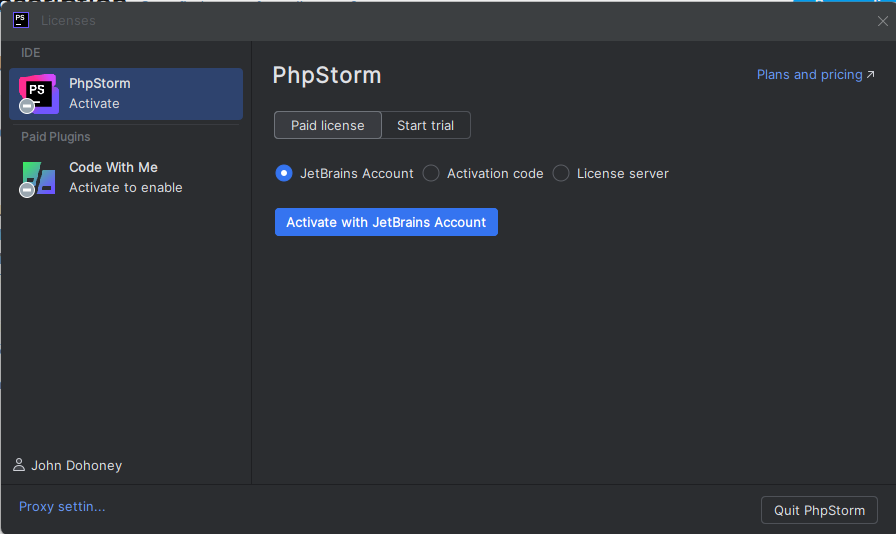 Licenses
IDE
PS
PhpStorm
Activate
Paid Plugins
Code With Me
Activate to enable
John Dohoney
PhpStorm
Plans and pricing
Paid license
Start trial
JetBrains Account
Activation code
License server
Activate with JetBrains Account
Proxy settin...
Quit PhpStorm